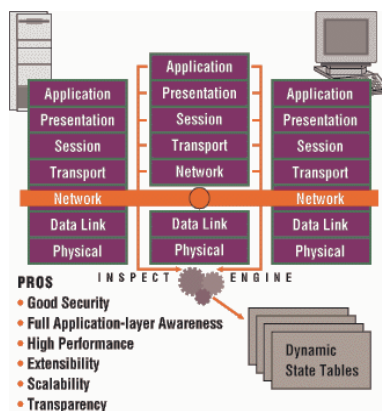 Application
Presentation
Session
Transport
Network
Data Link
Physical
Application
Presentation
Session
Transport
Network
Data Link
Physical
Application
Presentation
Session
Transport
Network
Data Link
Physical
INSPECT ENGINE
PROS
• Good Security
• Full Application-layer Awareness
• High Performance
• Extensibility
• Scalability
• Transparency
Dynamic
State Tables